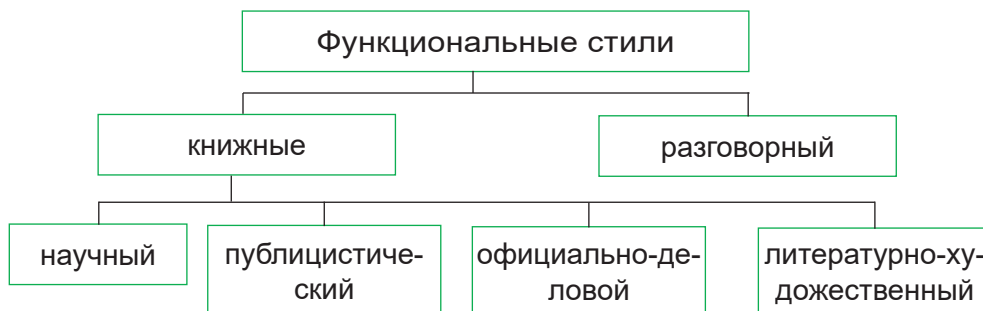 Функциональные стили
книжные
разговорный
научный
публицистиче-
ский
официально-де-
ловой
литературно-ху-
дожественный